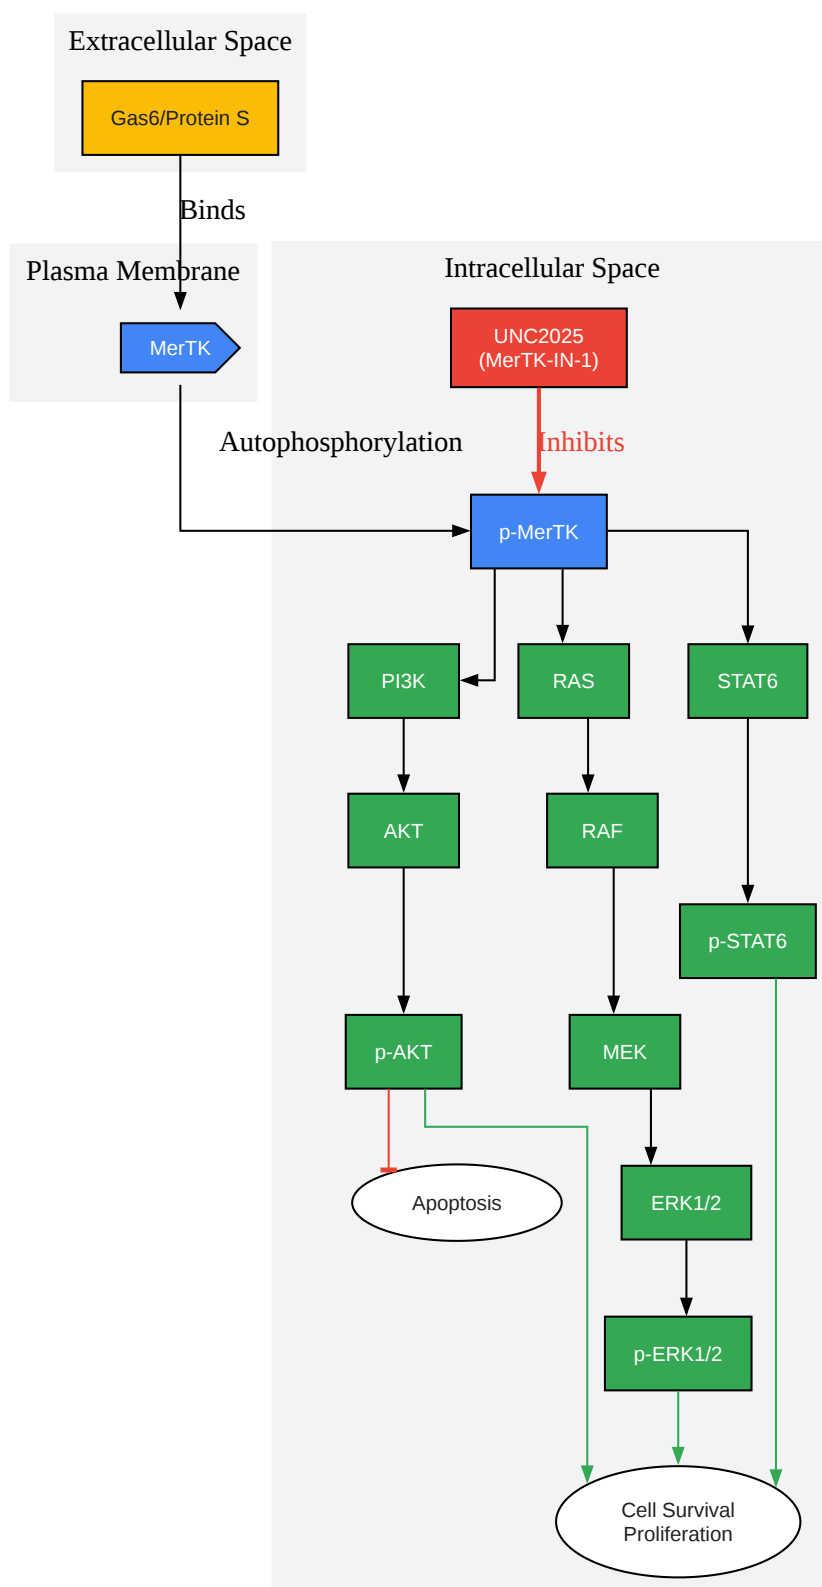 Extracellular Space
Gas6/Protein S
Binds
Plasma Membrane
MerTK
Intracellular Space
UNC2025
(MerTK-IN-1)
Autophosphorylation
Inhibits
p-MerTK
PI3K
RAS
STAT6
AKT
RAF
p-STAT6
p-AKT
MEK
Apoptosis
ERK1/2
p-ERK1/2
Cell Survival
Proliferation